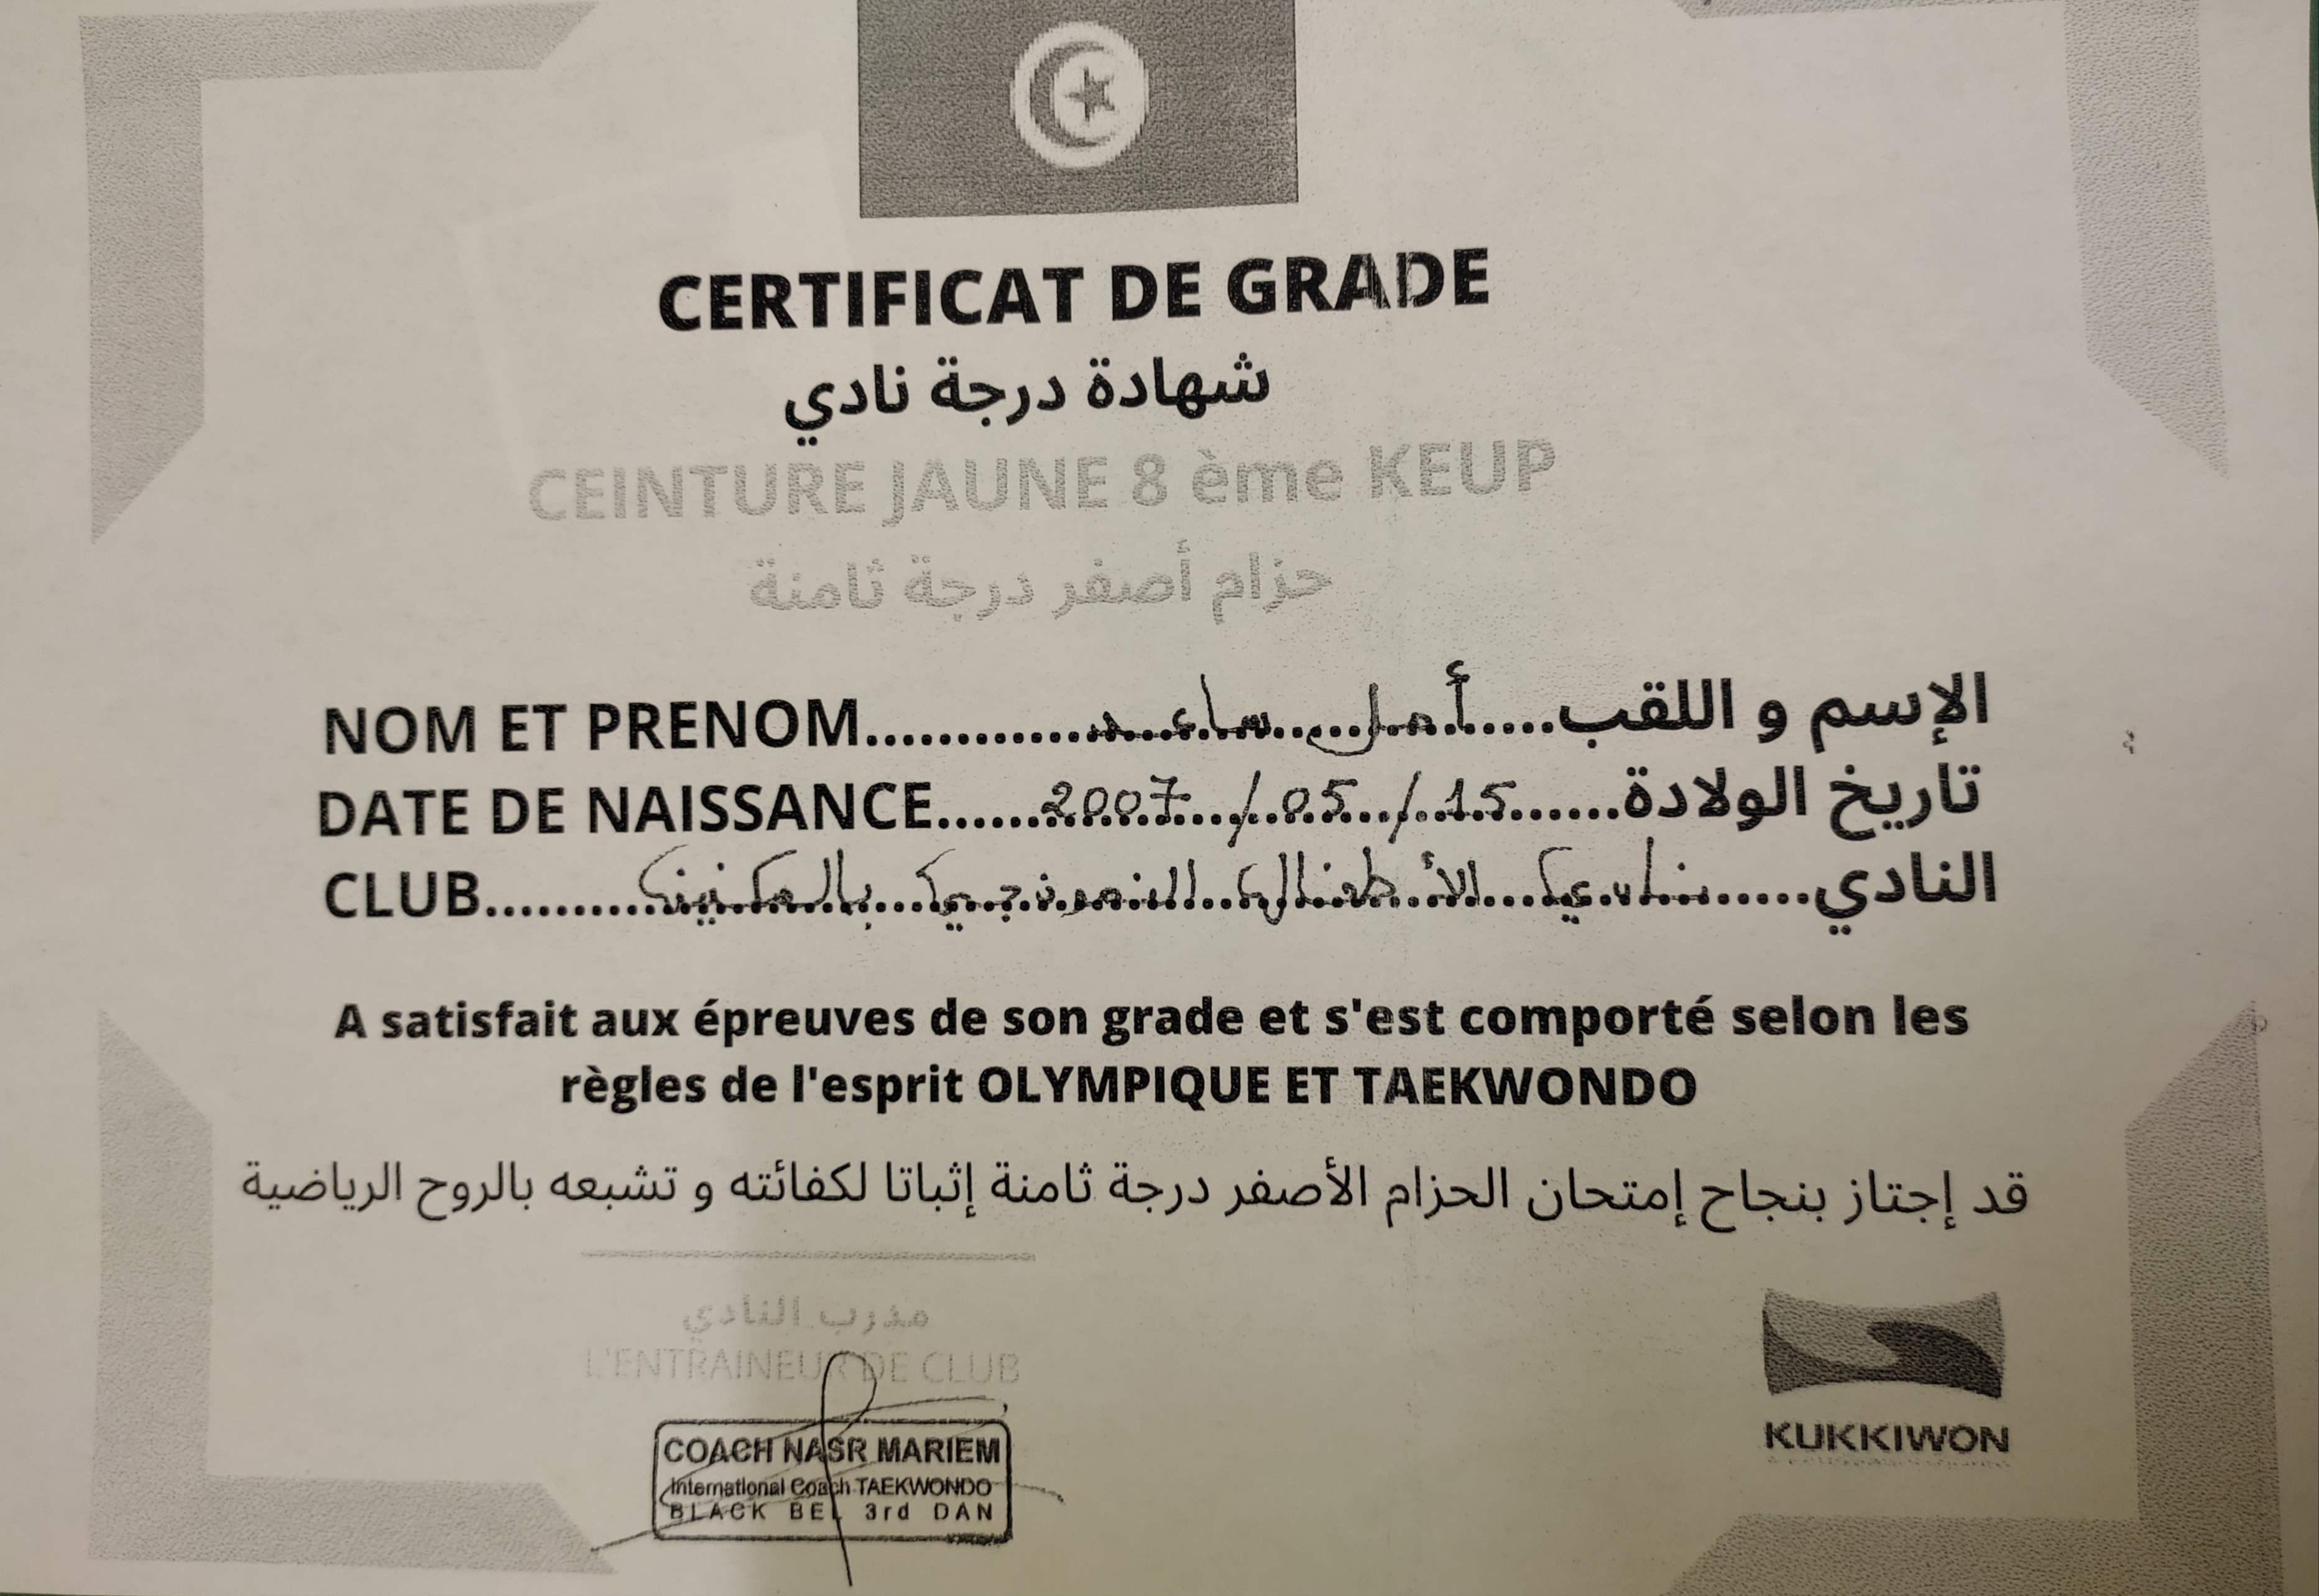 CERTIFICAT DE GRADE
شهادة درجة نادي
CEINTURE JAUNE 8 ème KEUP
حزام أصفر درجة ثامنة
NOM ET PRENOM.....أمل ساعد.....الإسم و اللقب
DATE DE NAISSANCE.....2007/05/15.....تاريخ الولادة
CLUB.....نادي الأطفال النموذجي بالمكنين.....النادي
A satisfait aux épreuves de son grade et s'est comporté selon les
règles de l'esprit OLYMPIQUE ET TAEKWONDO
قد إجتاز بنجاح إمتحان الحزام الأصفر درجة ثامنة إثباتا لكفائته و تشبعه بالروح الرياضية
مدرب النادي
L'ENTRAINEUR DE CLUB
COACH NASR MARIEM
International Coach TAEKWONDO
BLACK BEL 3rd DAN
KUKKIWON